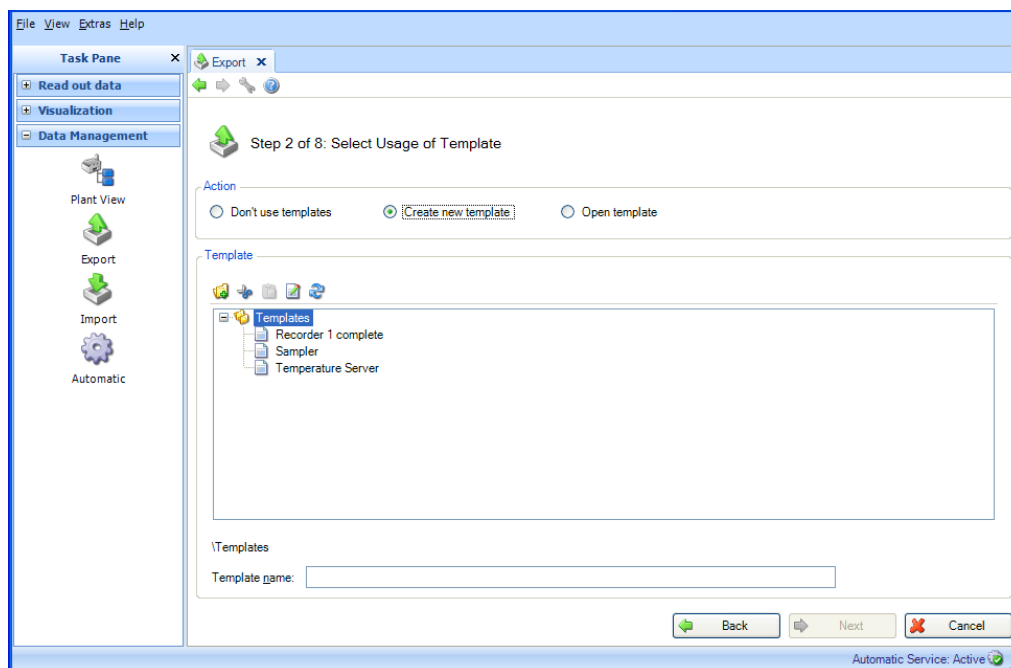 File View Extras Help
Task Pane
Read out data
Visualization
Data Management
Plant View
Export
Import
Automatic
Export
Step 2 of 8: Select Usage of Template
Action
Don't use templates
Create new template
Open template
Template
Templates
Recorder 1 complete
Sampler
Temperature Server
\Templates
Template name:
Back
Next
Cancel
Automatic Service: Active